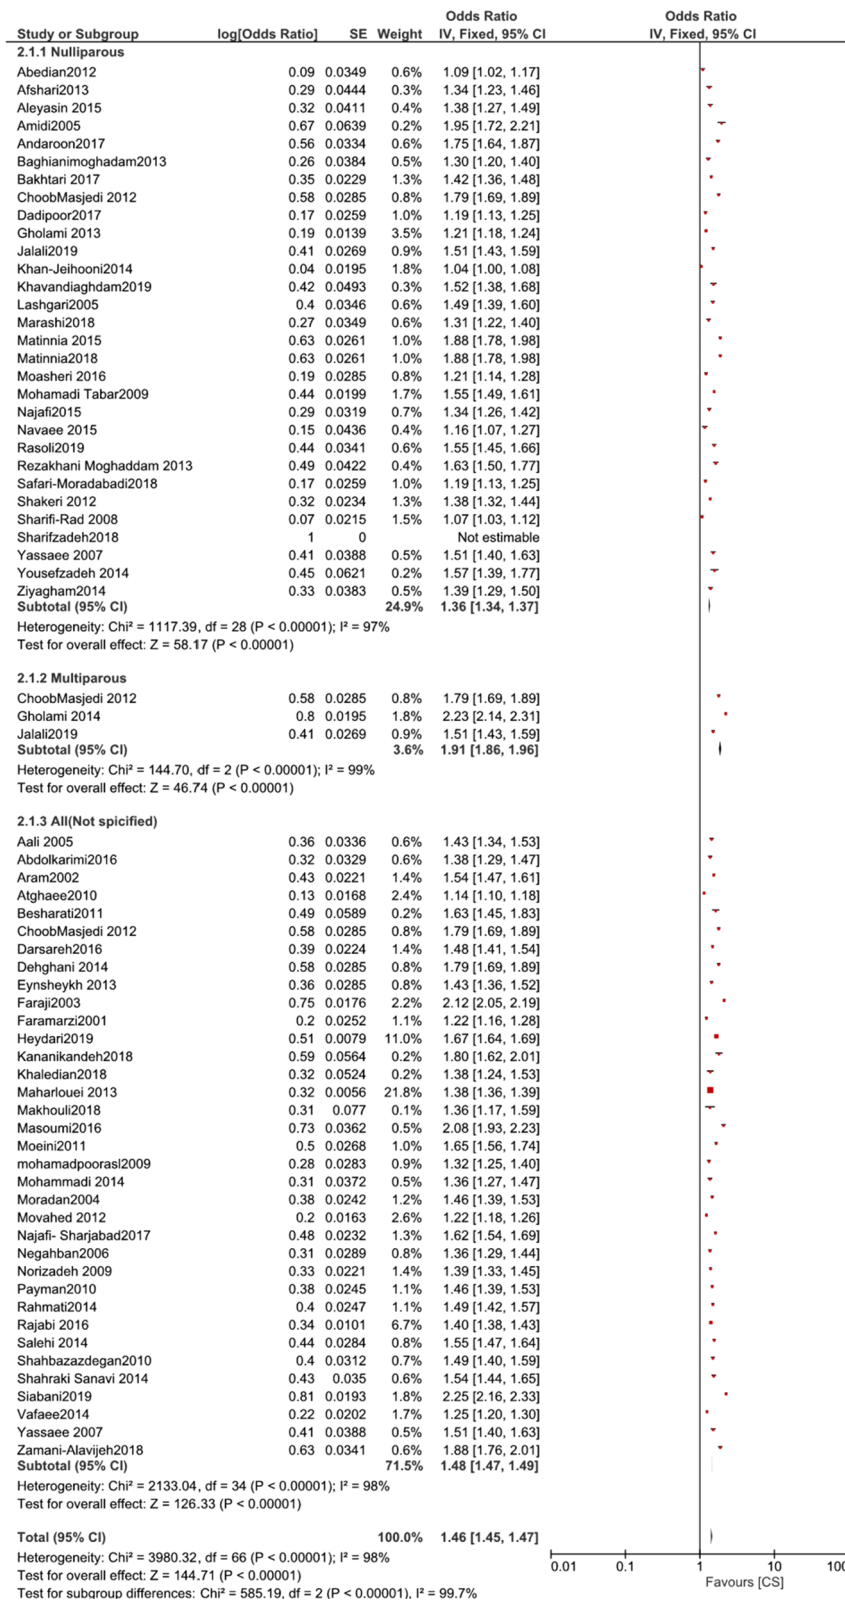 Odds Ratio Odds Ratio
Study or Subgroup log[Odds Ratio] SE Weight IV, Fixed, 95% CI IV, Fixed, 95% CI
2.1.1 Nulliparous
Abedian2012 0.09 0.0349 0.6% 1.09 [1.02, 1.17]
Afshari2013 0.29 0.0444 0.4% 1.34 [1.23, 1.46]
Aleyasin 2015 0.32 0.0411 0.4% 1.38 [1.27, 1.49]
Amidi2005 0.67 0.0639 0.2% 1.95 [1.72, 2.21]
Andaroon2017 0.56 0.0334 0.6% 1.75 [1.64, 1.87]
Baghianimoghadam2013 0.26 0.0384 0.5% 1.30 [1.20, 1.40]
Bakhtari 2017 0.35 0.0229 1.3% 1.42 [1.36, 1.48]
ChoobMasjedi 2012 0.58 0.0285 0.8% 1.79 [1.69, 1.89]
Dadipoor2017 0.17 0.0259 1.0% 1.19 [1.13, 1.25]
Gholami 2013 0.19 0.0139 3.5% 1.21 [1.18, 1.24]
Jalali2019 0.41 0.0269 0.9% 1.51 [1.43, 1.59]
Khan-Jeihooni2014 0.04 0.0195 1.8% 1.04 [1.00, 1.08]
Khavandiaghdam2019 0.42 0.0493 0.3% 1.52 [1.38, 1.68]
Lashgari2005 0.4 0.0346 0.6% 1.49 [1.39, 1.60]
Marashi2018 0.27 0.0349 0.6% 1.31 [1.22, 1.40]
Matinnia 2015 0.63 0.0261 1.0% 1.88 [1.78, 1.98]
Matinnia2018 0.63 0.0261 1.0% 1.88 [1.78, 1.98]
Moasheri 2016 0.19 0.0285 0.8% 1.21 [1.14, 1.28]
Mohamadi Tabar2009 0.44 0.0199 1.7% 1.55 [1.49, 1.61]
Najafi2015 0.29 0.0319 0.7% 1.34 [1.26, 1.42]
Navaee 2015 0.15 0.0436 0.4% 1.16 [1.07, 1.27]
Rasoli2019 0.44 0.0341 0.6% 1.55 [1.45, 1.66]
Rezakhani Moghaddam 2013 0.49 0.0422 0.4% 1.63 [1.50, 1.77]
Safari-Moradabadi2018 0.17 0.0259 1.0% 1.19 [1.13, 1.25]
Shakeri 2012 0.32 0.0234 1.3% 1.38 [1.32, 1.44]
Sharifi-Rad 2008 0.07 0.0215 1.5% 1.07 [1.03, 1.12]
Sharifzadeh2018 1 0 Not estimable
Yassaee 2007 0.41 0.0388 0.5% 1.51 [1.40, 1.63]
Yousefzadeh 2014 0.45 0.0621 0.2% 1.57 [1.39, 1.77]
Ziyagham2014 0.33 0.0383 0.5% 1.39 [1.29, 1.50]
Subtotal (95% CI) 24.9% 1.36 [1.34, 1.37]
Heterogeneity: Chi² = 1117.39, df = 28 (P < 0.00001); I² = 97%
Test for overall effect: Z = 58.17 (P < 0.00001)
2.1.2 Multiparous
ChoobMasjedi 2012 0.58 0.0285 0.8% 1.79 [1.69, 1.89]
Gholami 2014 0.8 0.0195 1.8% 2.23 [2.14, 2.31]
Jalali2019 0.41 0.0269 0.9% 1.51 [1.43, 1.59]
Subtotal (95% CI) 3.6% 1.91 [1.86, 1.96]
Heterogeneity: Chi² = 144.70, df = 2 (P < 0.00001); I² = 99%
Test for overall effect: Z = 46.74 (P < 0.00001)
2.1.3 All(Not spicified)
Aali 2005 0.36 0.0336 0.6% 1.43 [1.34, 1.53]
Abdolkarimi2016 0.32 0.0329 0.6% 1.38 [1.29, 1.47]
Aram2002 0.43 0.0221 1.4% 1.54 [1.47, 1.61]
Atghaee2010 0.13 0.0168 2.4% 1.14 [1.10, 1.18]
Besharati2011 0.49 0.0589 0.2% 1.63 [1.45, 1.83]
ChoobMasjedi 2012 0.58 0.0285 0.8% 1.79 [1.69, 1.89]
Darsareh2016 0.39 0.0224 1.4% 1.48 [1.41, 1.54]
Dehghani 2014 0.58 0.0285 0.8% 1.79 [1.69, 1.89]
Eynsheykh 2013 0.36 0.0285 0.8% 1.43 [1.36, 1.52]
Faraji2003 0.75 0.0176 2.2% 2.12 [2.05, 2.19]
Faramarzi2001 0.2 0.0252 1.1% 1.22 [1.16, 1.28]
Heydari2019 0.51 0.0079 11.0% 1.67 [1.64, 1.69]
Kananikandeh2018 0.59 0.0564 0.2% 1.80 [1.62, 2.01]
Khaledian2018 0.32 0.0524 0.2% 1.38 [1.24, 1.53]
Maharlouei 2013 0.32 0.0056 21.8% 1.38 [1.36, 1.39]
Makhouli2018 0.31 0.077 0.1% 1.36 [1.17, 1.59]
Masoumi2016 0.73 0.0362 0.5% 2.08 [1.93, 2.23]
Moeini2011 0.5 0.0268 1.0% 1.65 [1.56, 1.74]
mohamadpoorasl2009 0.28 0.0283 0.9% 1.32 [1.25, 1.40]
Mohammadi 2014 0.31 0.0372 0.5% 1.36 [1.27, 1.47]
Moradan2004 0.38 0.0242 1.2% 1.46 [1.39, 1.53]
Movahed 2012 0.2 0.0163 2.6% 1.22 [1.18, 1.26]
Najafi- Sharjabad2017 0.48 0.0232 1.3% 1.62 [1.54, 1.69]
Negahban2006 0.31 0.0289 0.8% 1.36 [1.29, 1.44]
Norizadeh 2009 0.33 0.0221 1.4% 1.39 [1.33, 1.45]
Payman2010 0.38 0.0245 1.1% 1.46 [1.39, 1.53]
Rahmati2014 0.4 0.0247 1.1% 1.49 [1.42, 1.57]
Rajabi 2016 0.34 0.0101 6.7% 1.40 [1.38, 1.43]
Salehi 2014 0.44 0.0284 0.8% 1.55 [1.47, 1.64]
Shahbazazdegan2010 0.4 0.0312 0.7% 1.49 [1.40, 1.59]
Shahraki Sanavi 2014 0.43 0.035 0.6% 1.54 [1.44, 1.65]
Siabani2019 0.81 0.0193 1.8% 2.25 [2.16, 2.33]
Vafaee2014 0.22 0.0202 1.7% 1.25 [1.20, 1.30]
Yassaee 2007 0.41 0.0388 0.5% 1.51 [1.40, 1.63]
Zamani-Alavijeh2018 0.63 0.0341 0.6% 1.88 [1.76, 2.01]
Subtotal (95% CI) 71.5% 1.48 [1.47, 1.49]
Heterogeneity: Chi² = 2133.04, df = 34 (P < 0.00001); I² = 98%
Test for overall effect: Z = 126.33 (P < 0.00001)
Total (95% CI) 100.0% 1.46 [1.45, 1.47]
Heterogeneity: Chi² = 3980.32, df = 66 (P < 0.00001); I² = 98%
Test for overall effect: Z = 144.71 (P < 0.00001)
Test for subgroup differences: Chi² = 585.19, df = 2 (P < 0.00001), I² = 99.7%
0.01 0.1 1 10 100
Favours [CS]